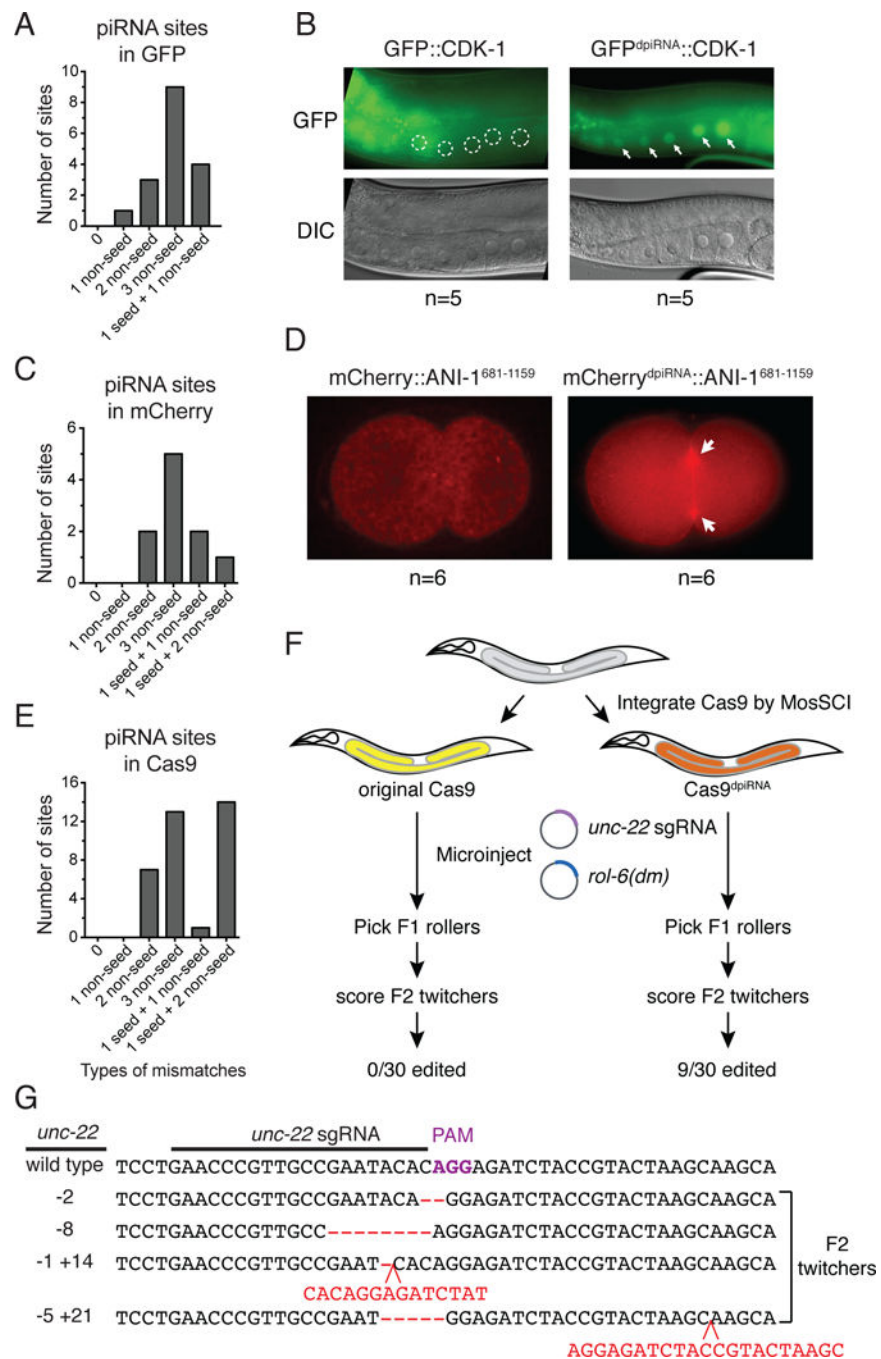 A
piRNA sites
in GFP
Number of sites
10
8
6
4
2
0
0
1 non-seed
2 non-seed
3 non-seed
1 seed + 1 non-seed
B
GFP::CDK-1
GFPdpiRNA::CDK-1
GFP
DIC
n=5
n=5
C
piRNA sites
in mCherry
Number of sites
6
4
2
0
0
1 non-seed
2 non-seed
3 non-seed
1 seed + 1 non-seed
1 seed + 2 non-seed
D
mCherry::ANI-1681-1159
mCherrydpiRNA::ANI-1681-1159
n=6
n=6
E
piRNA sites
in Cas9
Number of sites
16
12
8
4
0
0
1 non-seed
2 non-seed
3 non-seed
1 seed + 1 non-seed
1 seed + 2 non-seed
Types of mismatches
F
Integrate Cas9 by MosSCI
original Cas9
Cas9dpiRNA
Microinject
unc-22 sgRNA
rol-6(dm)
Pick F1 rollers
Pick F1 rollers
score F2 twitchers
score F2 twitchers
0/30 edited
9/30 edited
G
unc-22
unc-22 sgRNA
PAM
wild type TCCTGAACCCGTTGCCGAATACACAGGAGATCTACCGTACTAAGCAAGCA
-2 TCCTGAACCCGTTGCCGAATACA--GGAGATCTACCGTACTAAGCAAGCA
-8 TCCTGAACCCGTTGCC--------AGGAGATCTACCGTACTAAGCAAGCA
-1 +14 TCCTGAACCCGTTGCCGAAT-CACAGGAGATCTACCGTACTAAGCAAGCA
CACAGGAGATCTAT
-5 +21 TCCTGAACCCGTTGCCGAAT-----GGAGATCTACCGTACTAAGCAAGCA
AGGAGATCTACCGTACTAAGC
F2
twitchers